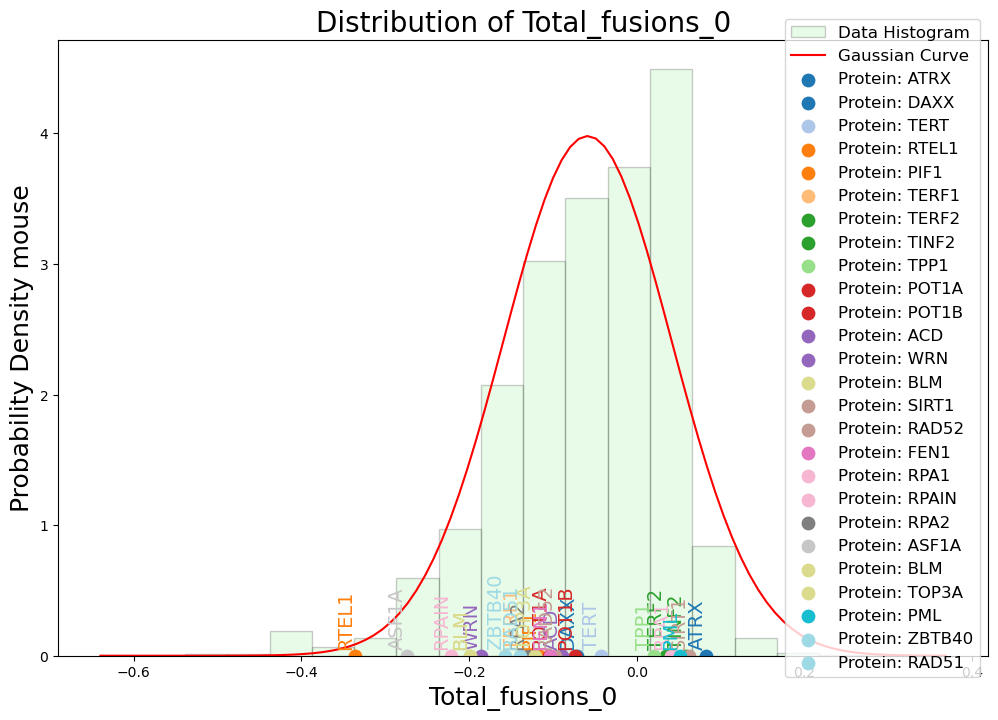 Distribution of Total_fusions_0
Probability Density mouse
4
3
2
1
0
RTEL1
ASF1A
RPAIN
BLM
WRN
ZBTB40
POT1B
TERT
TPP1
TERF2
ATRX
−0.6
−0.4
−0.2
0.0
0.2
0.4
Total_fusions_0
Data Histogram
Gaussian Curve
Protein: ATRX
Protein: DAXX
Protein: TERT
Protein: RTEL1
Protein: PIF1
Protein: TERF1
Protein: TERF2
Protein: TINF2
Protein: TPP1
Protein: POT1A
Protein: POT1B
Protein: ACD
Protein: WRN
Protein: BLM
Protein: SIRT1
Protein: RAD52
Protein: FEN1
Protein: RPA1
Protein: RPAIN
Protein: RPA2
Protein: ASF1A
Protein: BLM
Protein: TOP3A
Protein: PML
Protein: ZBTB40
Protein: RAD51